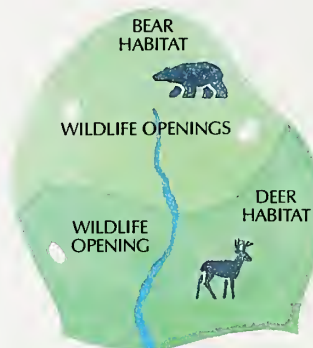 BEAR
HABITAT
WILDLIFE OPENINGS
DEER
HABITAT
WILDLIFE
OPENING